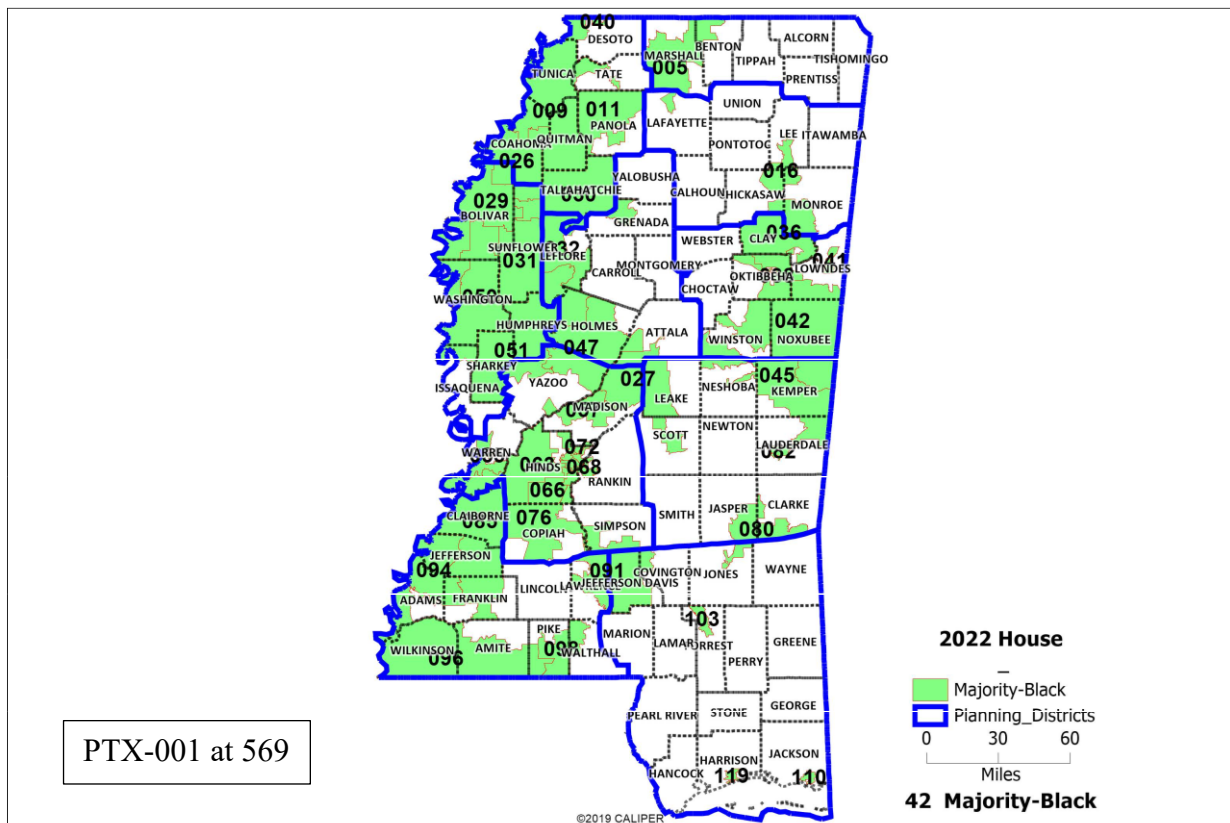 040
DESOTO
ALCORN
BENTON
MARSHALL
TISHOMINGO
TIPPAH
005
TUNICA
TATE
PRENTISS
009
011
UNION
PANOLA
LAFAYETTE
LEE
ITAWAMBA
QUITMAN
COAHOMA
PONTOTOC
026
016
YALOBUSHA
TALLAHATCHIE
CALHOUN
CHICKASAW
029
MONROE
BOLIVAR
GRENADA
036
WEBSTER
CLAY
SUNFLOWER
LEFLORE
031
041
LOWNDES
MONTGOMERY
OKTIBBEHA
CARROLL
CHOCTAW
WASHINGTON
HUMPHREYS
HOLMES
042
ATTALA
WINSTON
NOXUBEE
051
047
SHARKEY
ISSAQUENA
YAZOO
027
NESHOBA
045
KEMPER
LEAKE
MADISON
NEWTON
SCOTT
LAUDERDALE
072
082
WARREN
HINDS
068
RANKIN
066
CLAIBORNE
076
SMITH
JASPER
CLARKE
COPIAH
SIMPSON
080
JEFFERSON
094
091
COVINGTON
JONES
WAYNE
JEFFERSON DAVIS
LINCOLN
LAWRENCE
ADAMS
FRANKLIN
103
PIKE
MARION
LAMAR
FORREST
GREENE
WILKINSON
AMITE
098
WALTHALL
096
PERRY
2022 House
Majority-Black
Planning_Districts
PEARL RIVER
STONE
GEORGE
0 30 60
Miles
PTX-001 at 569
JACKSON
HARRISON
HANCOCK
119
110
42 Majority-Black
©2019 CALIPER